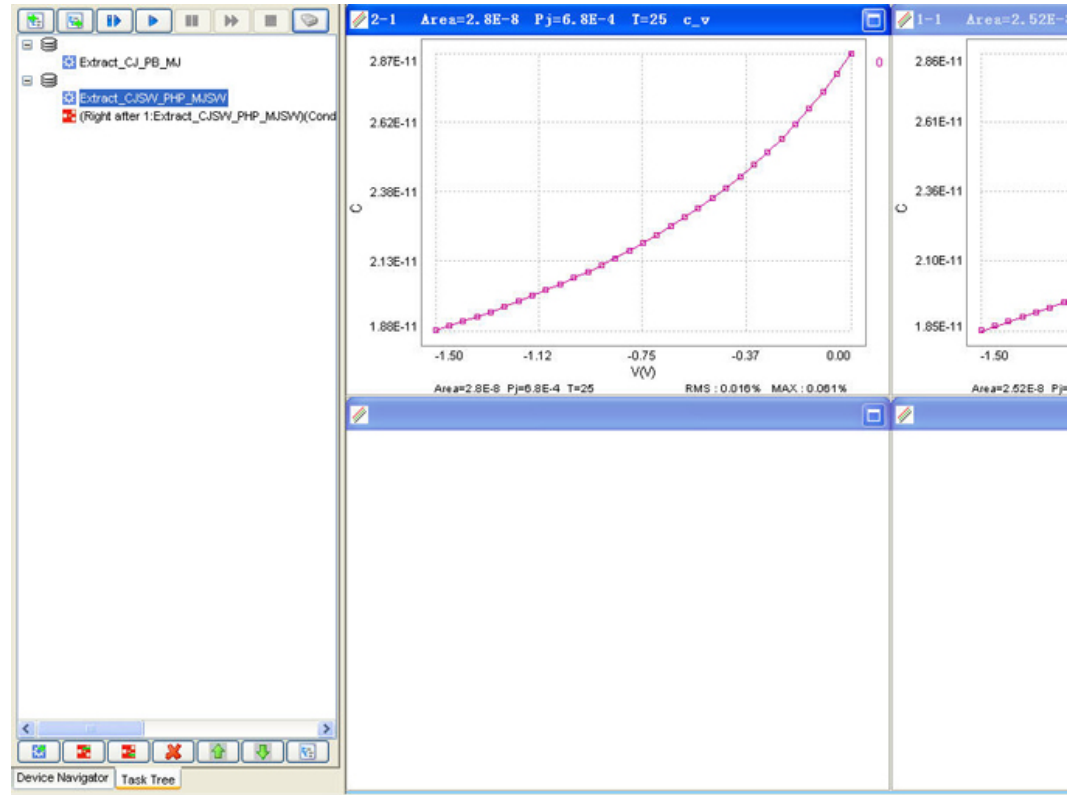 Extract_CJ_PB_MJ
Extract_CJSW_PHP_MJSW
(Right after 1:Extract_CJSW_PHP_MJSW)(Cond
Device Navigator
Task Tree
2-1 Area=2.8E-8 Pj=6.8E-4 T=25 c_v
2.87E-11
2.62E-11
2.38E-11
2.13E-11
1.88E-11
C
0
-1.50 -1.12 -0.75 -0.37 0.00
V(V)
Area=2.8E-8 Pj=6.8E-4 T=25 RMS : 0.016% MAX : 0.061%
1-1 Area=2.52E-8
2.86E-11
2.61E-11
2.36E-11
2.10E-11
1.85E-11
C
-1.50
Area=2.52E-8 Pj=